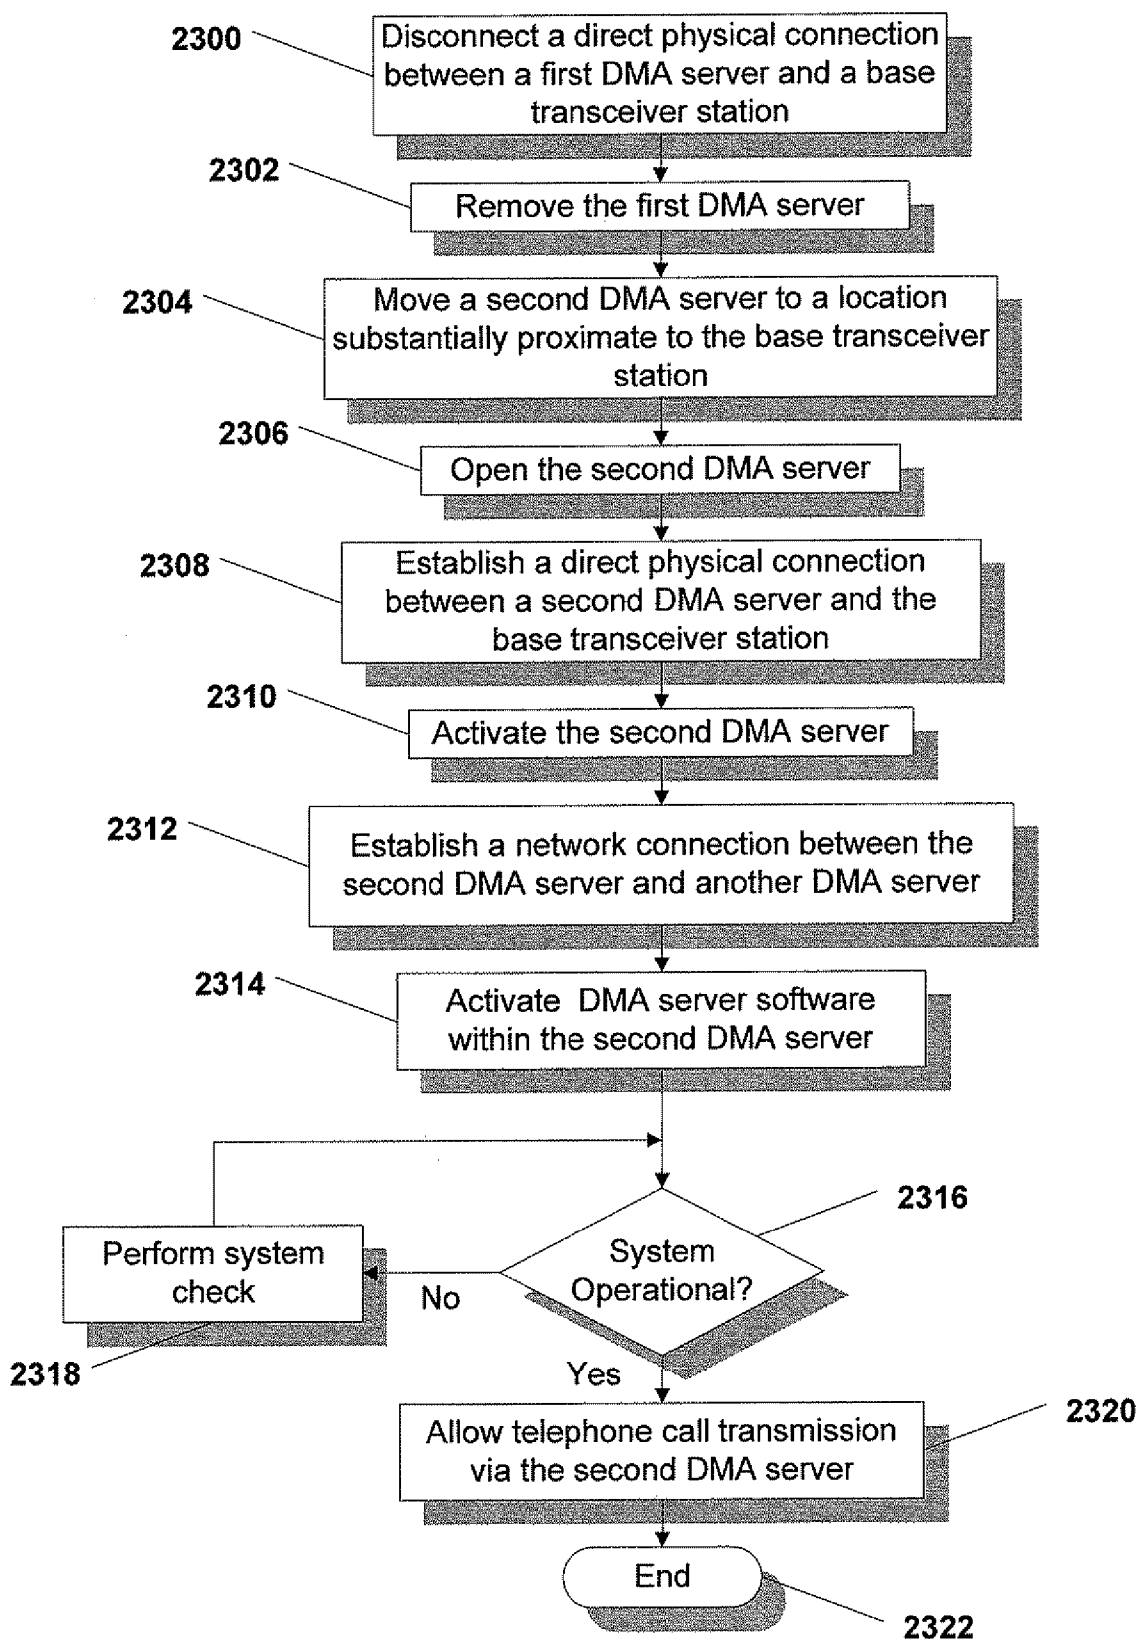 2300
Disconnect a direct physical connection
between a first DMA server and a base
transceiver station
2302
Remove the first DMA server
2304
Move a second DMA server to a location
substantially proximate to the base transceiver
station
2306
Open the second DMA server
2308
Establish a direct physical connection
between a second DMA server and the
base transceiver station
2310
Activate the second DMA server
2312
Establish a network connection between the
second DMA server and another DMA server
2314
Activate DMA server software
within the second DMA server
2316
System
Operational?
Perform system
check
No
2318
Yes
2320
Allow telephone call transmission
via the second DMA server
End
2322